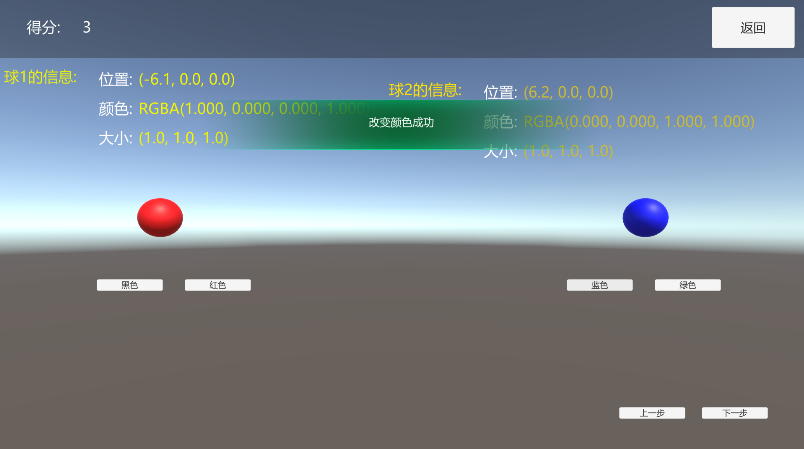 得分: 3
返回
球1的信息:
位置: (-6.1, 0.0, 0.0)
颜色: RGBA(1.000, 0.000, 0.000, 1.000)
大小: (1.0, 1.0, 1.0)
球2的信息:
位置: (6.2, 0.0, 0.0)
颜色: RGBA(0.000, 0.000, 1.000, 1.000)
大小: (1.0, 1.0, 1.0)
改变颜色成功
黑色 红色 蓝色 绿色
上一步 下一步